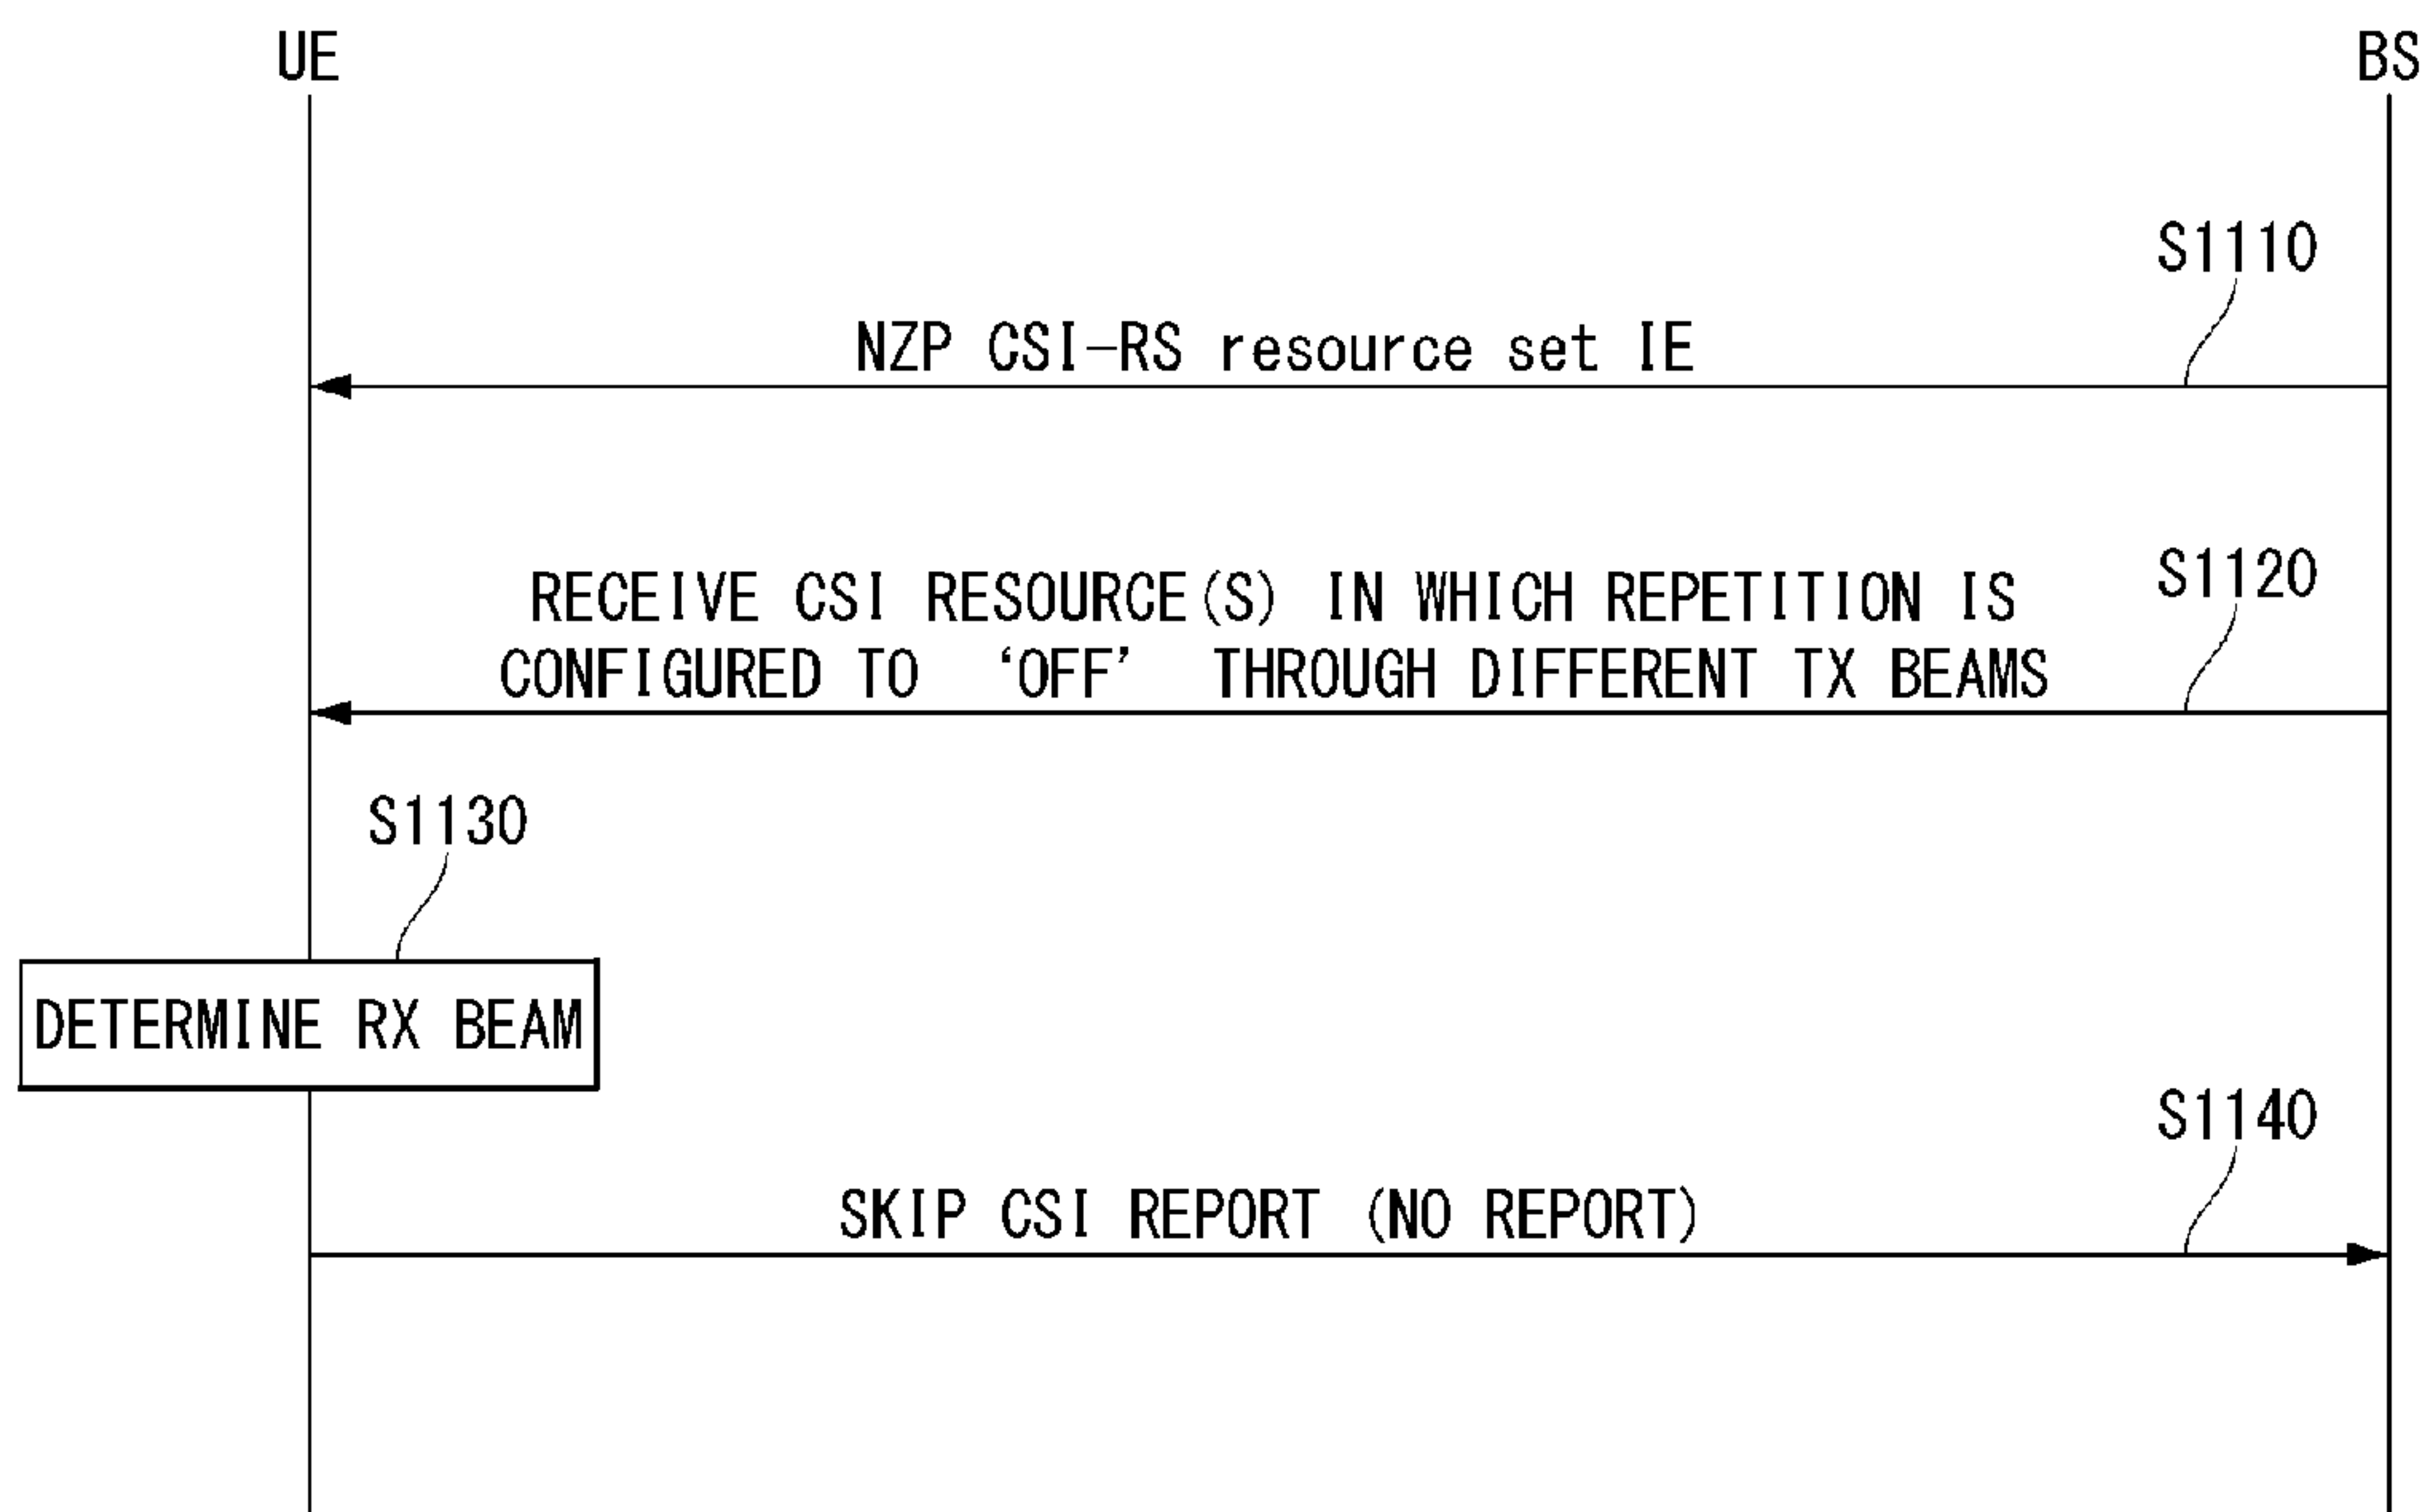 UE
BS
S1110
NZP CSI-RS resource set IE
S1120
RECEIVE CSI RESOURCE(S) IN WHICH REPETITION IS
CONFIGURED TO ‘OFF’ THROUGH DIFFERENT TX BEAMS
S1130
DETERMINE RX BEAM
S1140
SKIP CSI REPORT (NO REPORT)